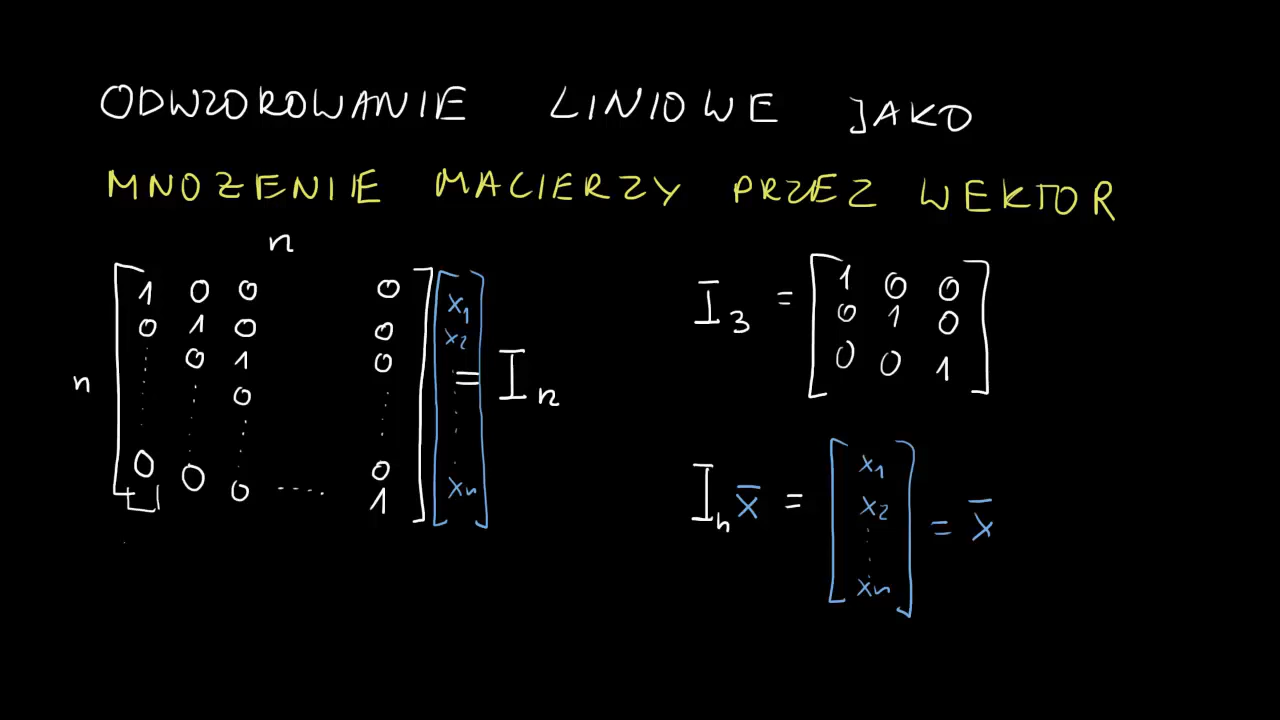 ODWZOROWANIE LINIOWE JAKO
MNOZENIE MACIERZY PRZEZ WEKTOR
n
n
1 0 0 0 x1
0 1 0 0 x2
0 1 0
0
0 0 0 ..... 0
1 xn
= In
I3 = [1 0 0
0 1 0
0 0 1]
In x̅ = [x1
x2
xn] = x̅